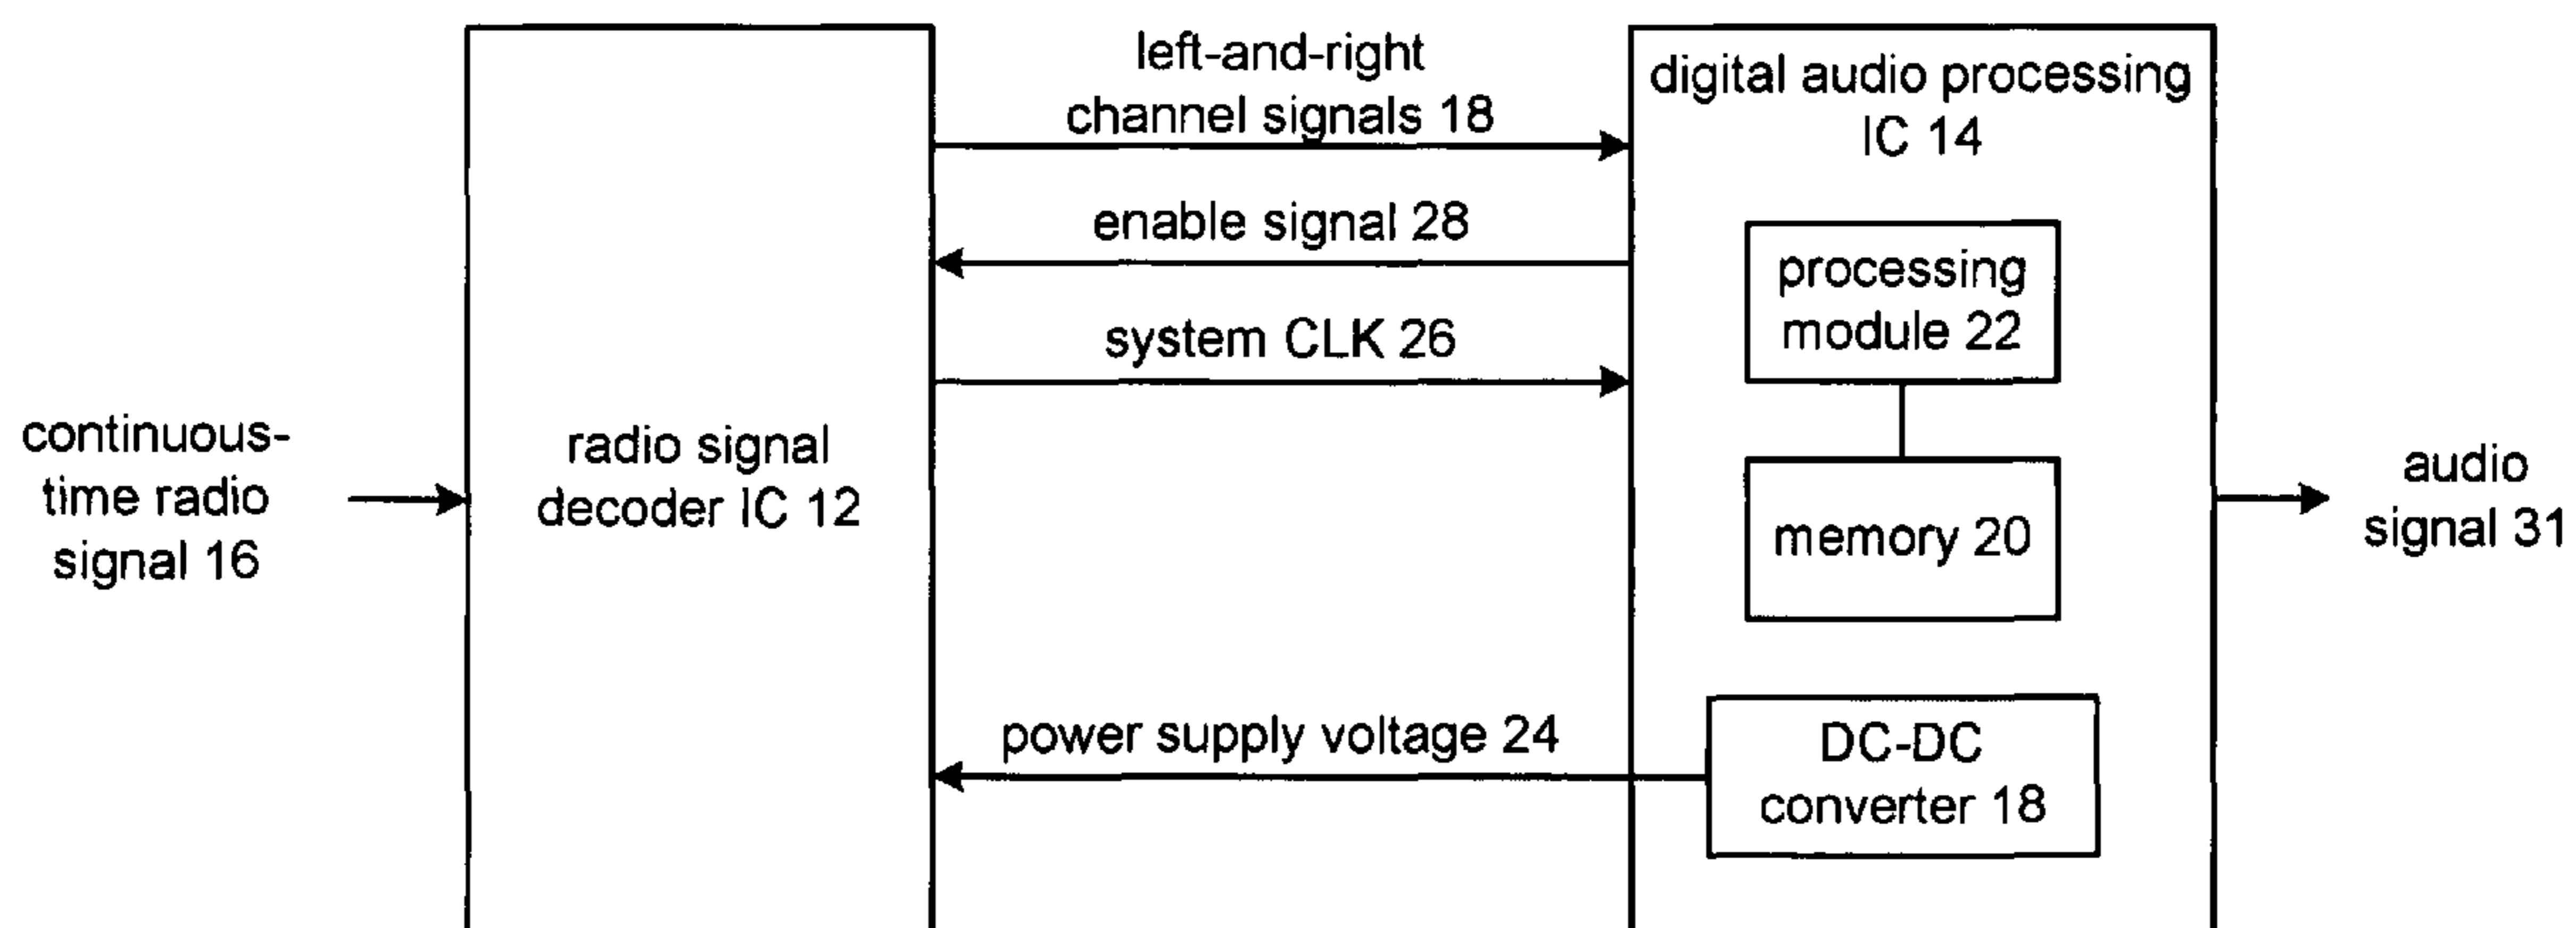 continuous-
time radio
signal 16
radio signal
decoder IC 12
left-and-right
channel signals 18
enable signal 28
system CLK 26
power supply voltage 24
digital audio processing
IC 14
processing
module 22
memory 20
DC-DC
converter 18
audio
signal 31